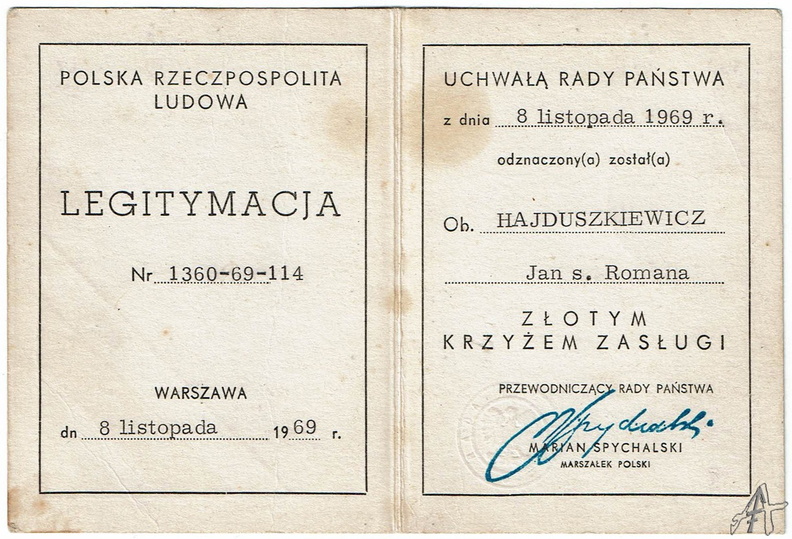 POLSKA RZECZPOSPOLITA
LUDOWA
LEGITYMACJA
Nr 1360-69-114
WARSZAWA
dn 8 listopada 1969 r.
UCHWAŁĄ RADY PAŃSTWA
z dnia 8 listopada 1969 r.
odznaczony(a) został(a)
Ob. HAJDUSZKIEWICZ
Jan s. Romana
ZŁOTYM
KRZYŻEM ZASŁUGI
PRZEWODNICZĄCY RADY PAŃSTWA
MARIAN SPYCHALSKI
MARSZAŁEK POLSKI